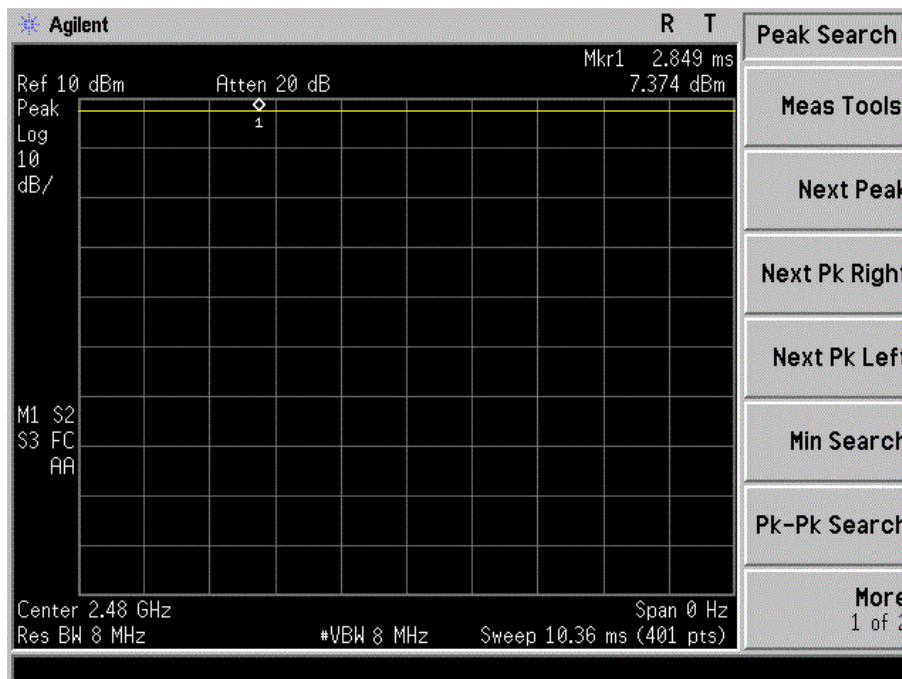 Agilent
R T
Peak Search
Mkr1 2.849 ms
Ref 10 dBm Atten 20 dB 7.374 dBm
Peak
Log
10
dB/
1
M1 S2
S3 FC
AA
Center 2.48 GHz Span 0 Hz
Res BW 8 MHz #VBW 8 MHz Sweep 10.36 ms (401 pts)
Meas Tools
Next Peak
Next Pk Right
Next Pk Left
Min Search
Pk-Pk Search
More
1 of 2